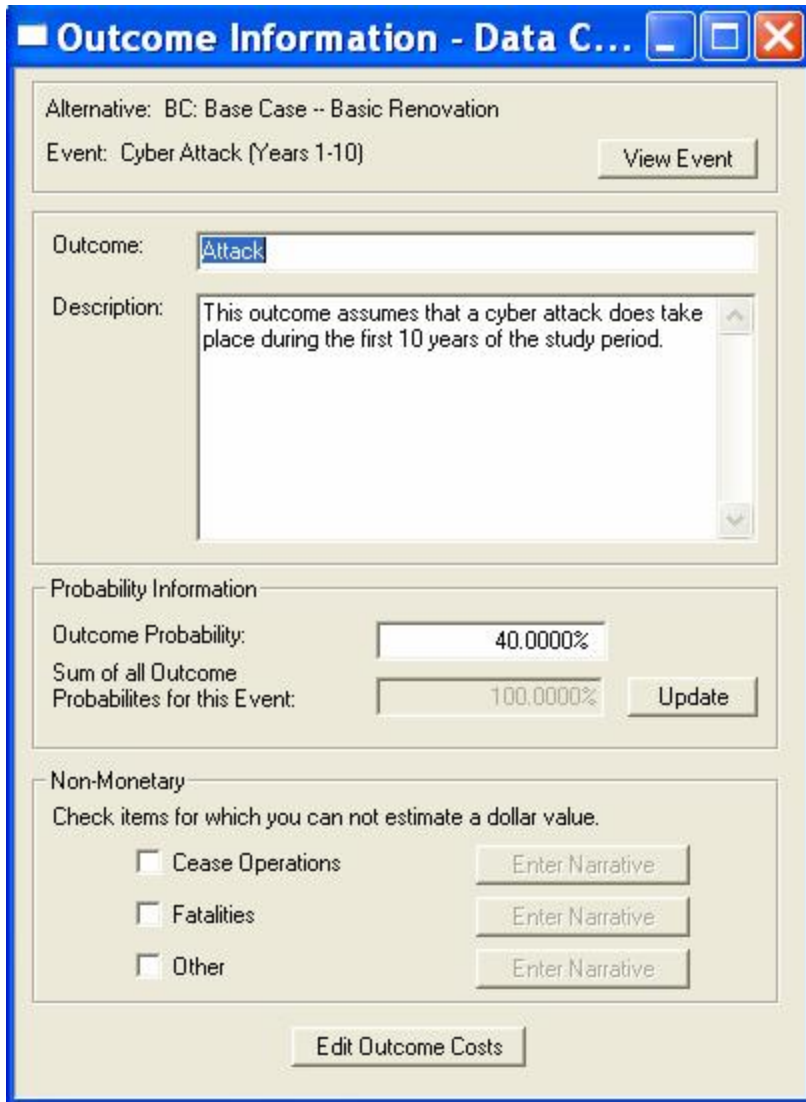 Outcome Information - Data C...
Alternative: BC: Base Case -- Basic Renovation
Event: Cyber Attack (Years 1-10)
View Event
Outcome:
Attack
Description:
This outcome assumes that a cyber attack does take
place during the first 10 years of the study period.
Probability Information
Outcome Probability:
40.0000%
Sum of all Outcome
Probabilites for this Event:
100.0000%
Update
Non-Monetary
Check items for which you can not estimate a dollar value.
Cease Operations
Enter Narrative
Fatalities
Enter Narrative
Other
Enter Narrative
Edit Outcome Costs